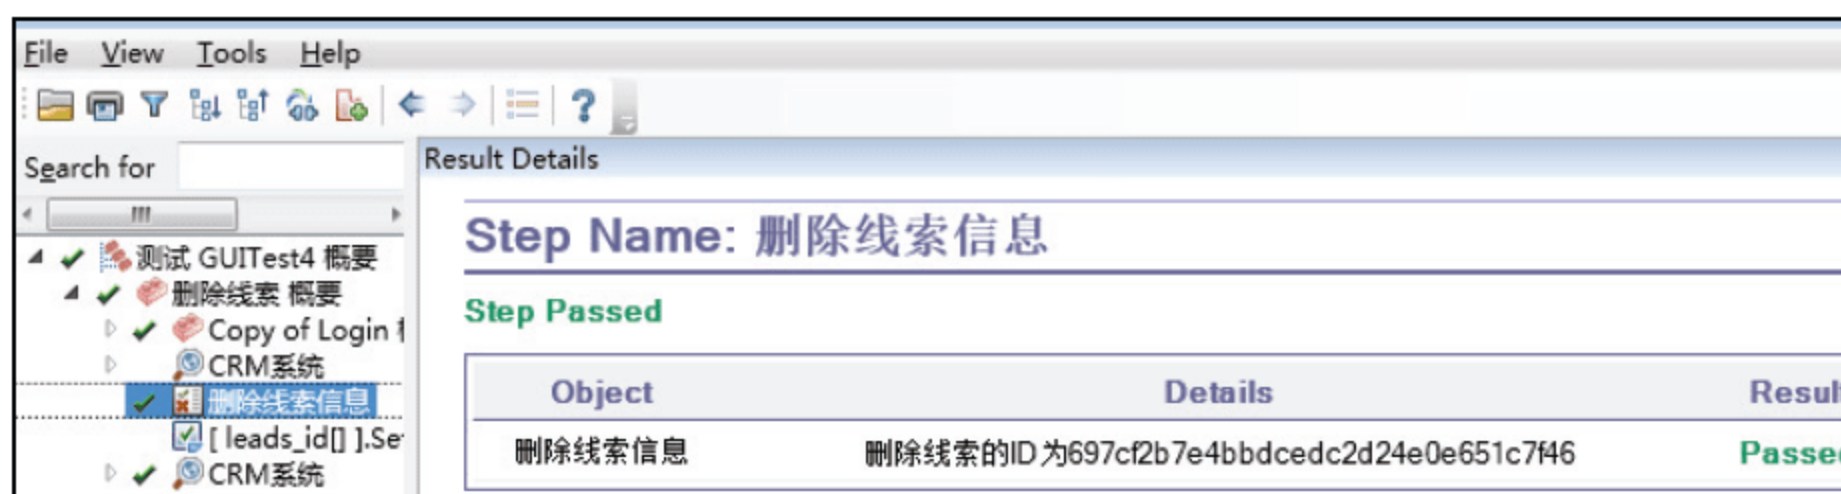 File View Tools Help
Search for
测试 GUITest4 概要
删除线索 概要
Copy of Login
CRM系统
删除线索信息
[ leads_id[] ].Se
CRM系统
Result Details
Step Name: 删除线索信息
Step Passed
Object Details Result
删除线索信息 删除线索的ID为697cf2b7e4bbdcedc2d24e0e651c7f46 Passed